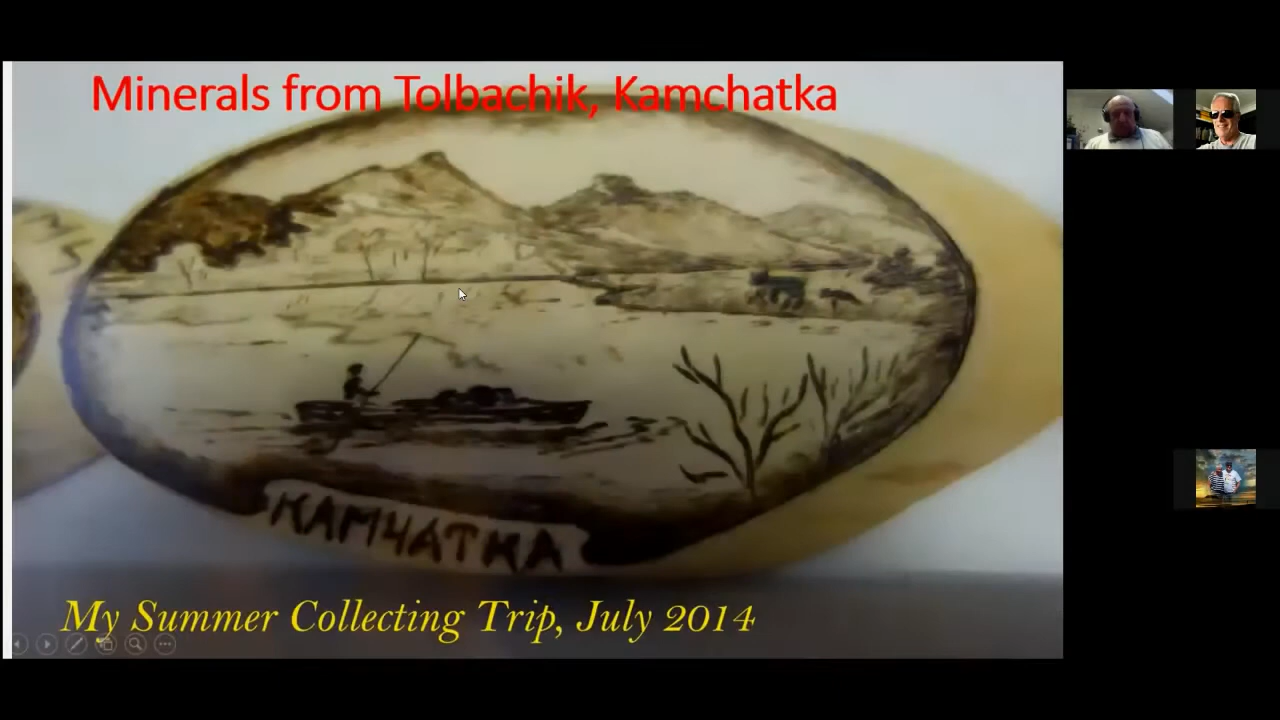 Minerals from Tolbachik, Kamchatka
КАМЧАТКА
My Summer Collecting Trip, July 2014